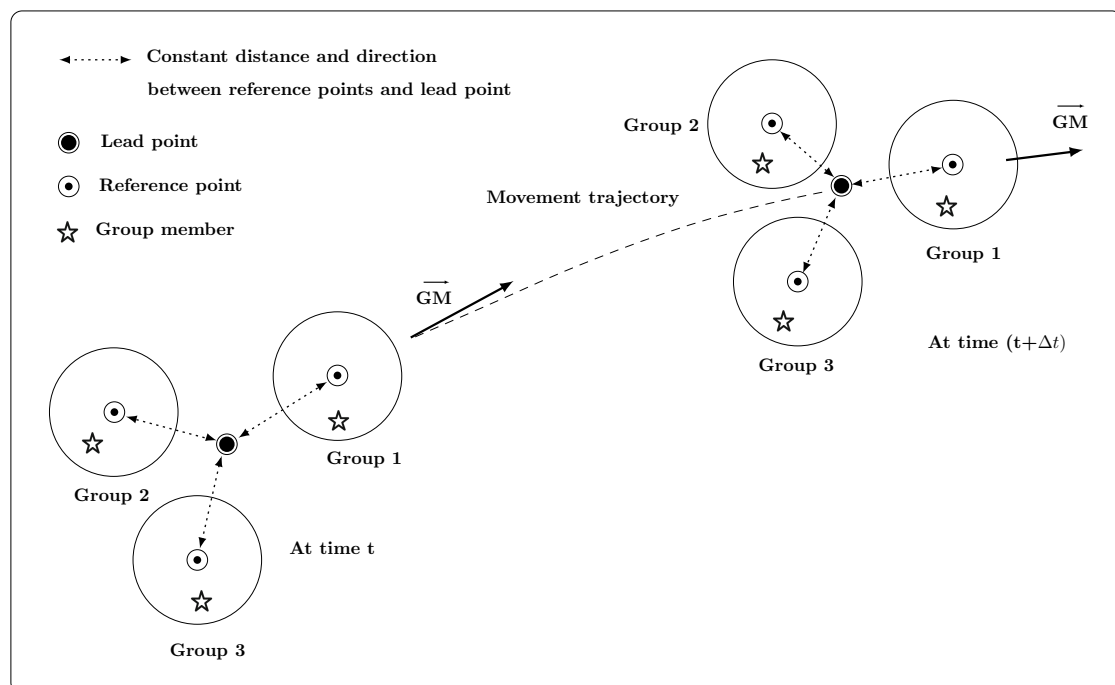 Constant distance and direction
between reference points and lead point
Lead point
Reference point
Group member
Group 2
GM
Movement trajectory
Group 1
GM
Group 3
At time (t+Δt)
Group 1
Group 2
At time t
Group 3